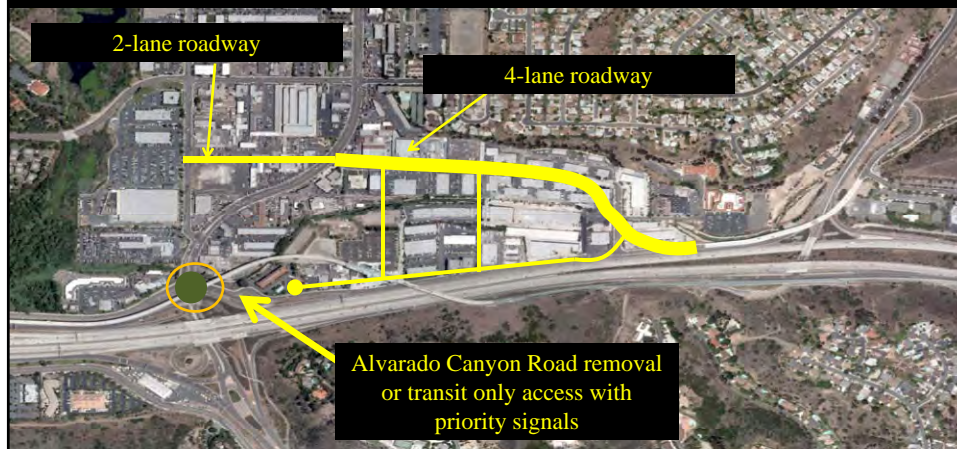 2-lane roadway
4-lane roadway
Alvarado Canyon Road removal
or transit only access with
priority signals